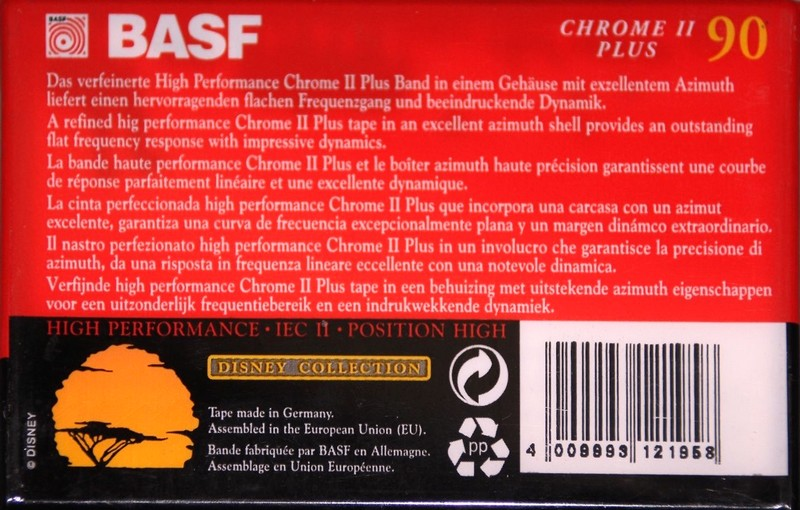 BASF
BASF
CHROME II
PLUS
90
Das verfeinerte High Performance Chrome II Plus Band in einem Gehäuse mit exzellentem Azimuth
liefert einen hervorragenden flachen Frequenzgang und beeindruckende Dynamik.
A refined hig performance Chrome II Plus tape in an excellent azimuth shell provides an outstanding
flat frequency response with impressive dynamics.
La bande haute performance Chrome II Plus et le boîter azimuth haute précision garantissent une courbe
de réponse parfaitement linéaire et une excellente dynamique.
La cinta perfeccionada high performance Chrome II Plus que incorpora una carcasa con un azimut
excelente, garantiza una curva de frecuencia excepcionalmente plana y un margen dinámco extraordinario.
Il nastro perfezionato high performance Chrome II Plus in un involucro che garantisce la precisione di
azimuth, da una risposta in frequenza lineare eccellente con una notevole dinamica.
Verfijnde high performance Chrome II Plus tape in een behuizing met uitstekende azimuth eigenschappen
voor een uitzonderlijk frequentiebereik en een indrukwekkende dynamiek.
HIGH PERFORMANCE · IEC II · POSITION HIGH
DISNEY COLLECTION
Tape made in Germany.
Assembled in the European Union (EU).
Bande fabriquée par BASF en Allemagne.
Assemblage en Union Européenne.
© DISNEY
pp
4 009993 121958